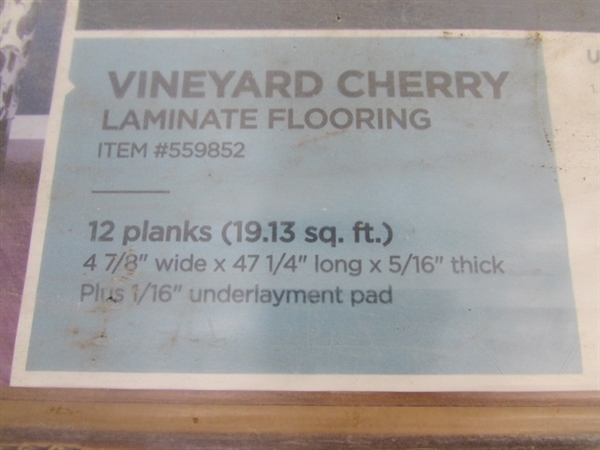 VINEYARD CHERRY
LAMINATE FLOORING
ITEM #559852
12 planks (19.13 sq. ft.)
4 7/8" wide x 47 1/4" long x 5/16" thick
Plus 1/16" underlayment pad